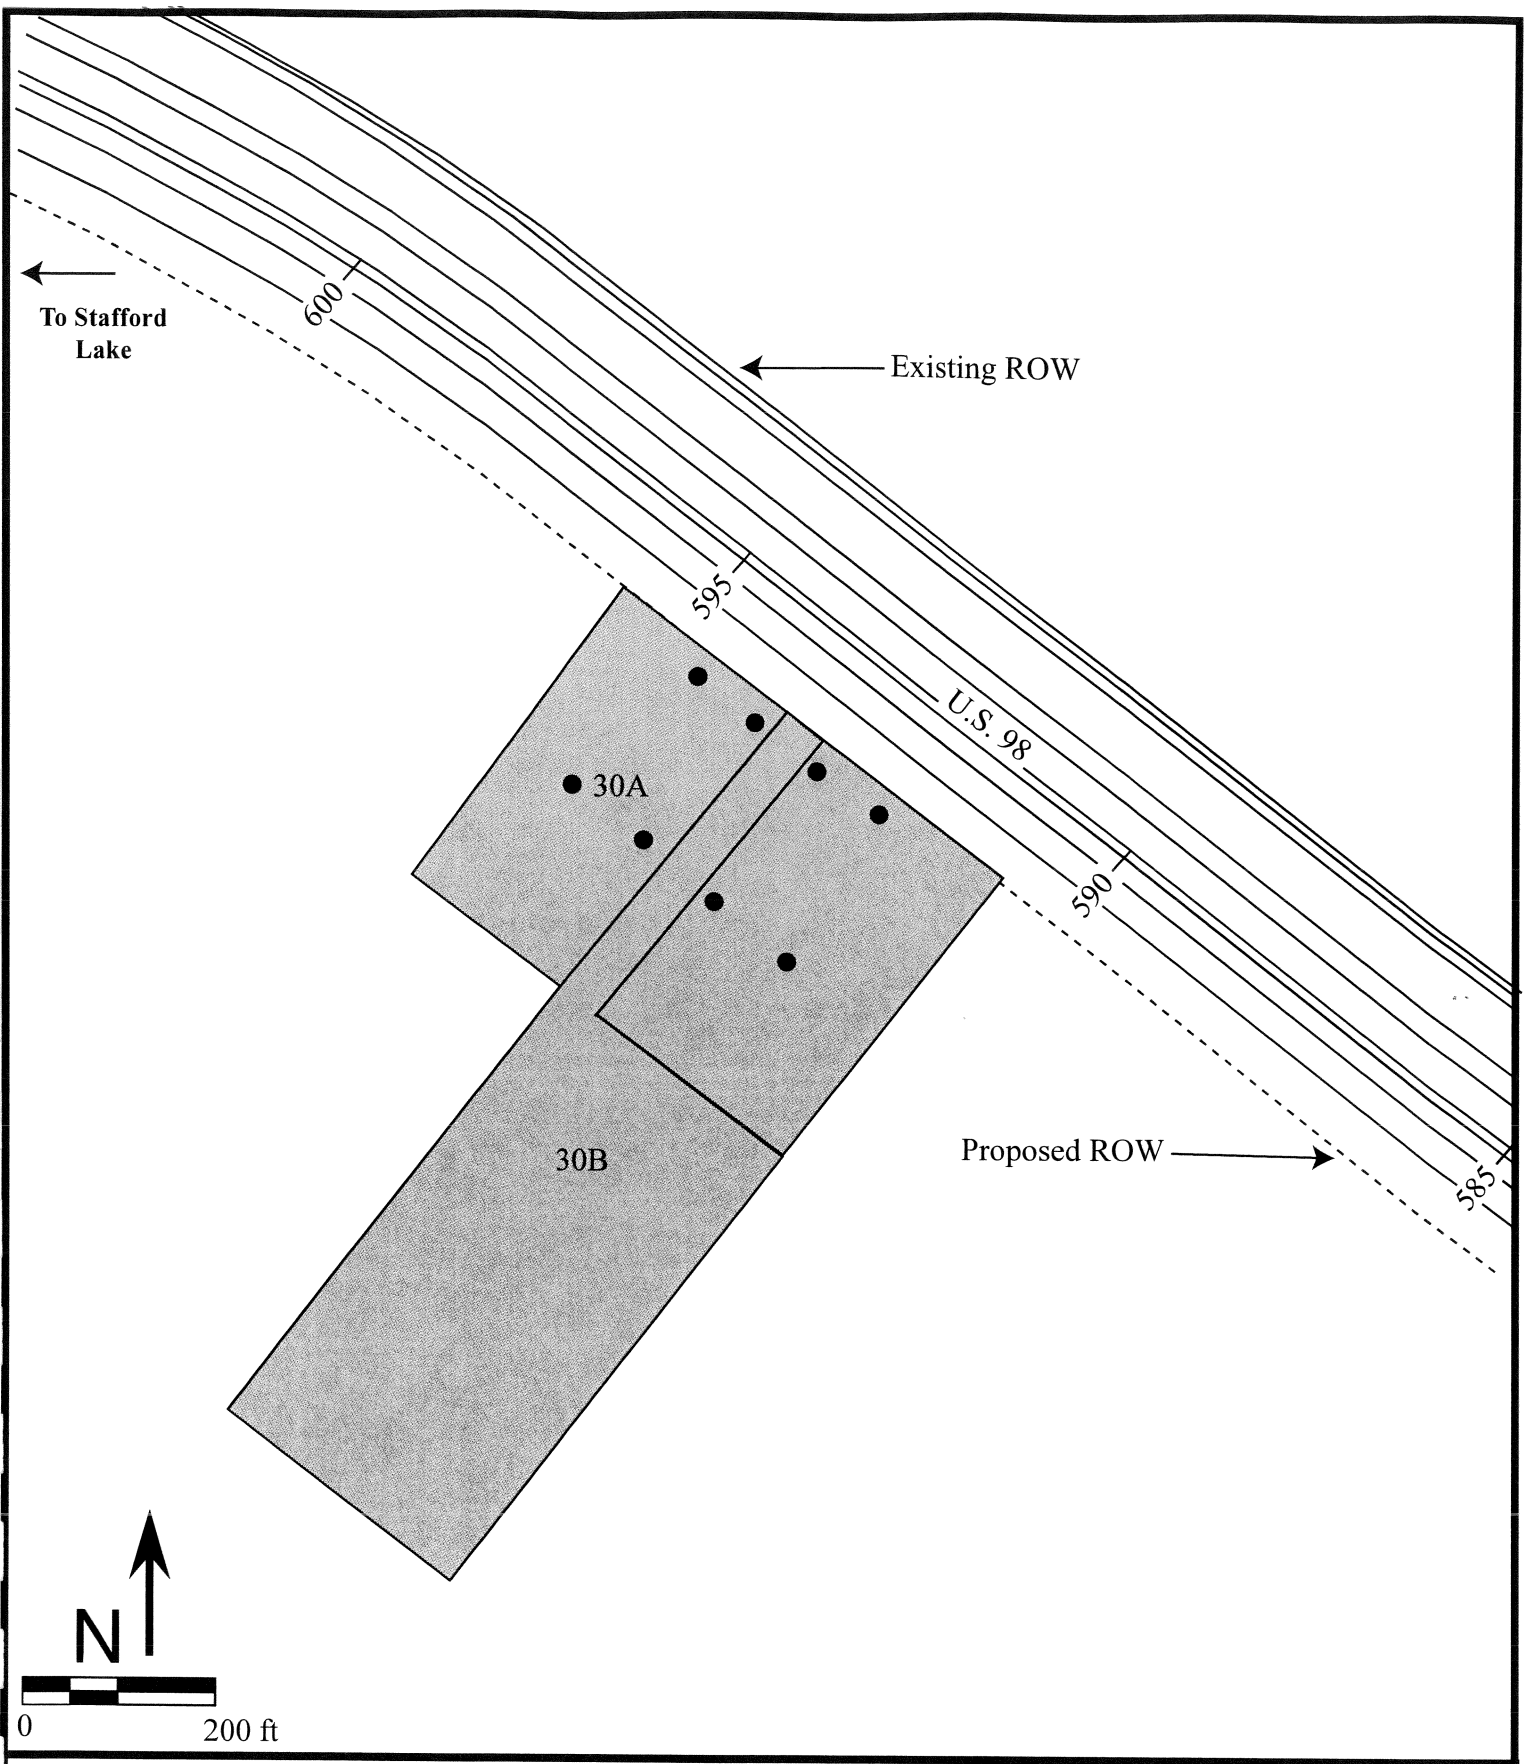 To Stafford
Lake
600
Existing ROW
595
U.S. 98
30A
590
30B
Proposed ROW
585
N
0
200 ft